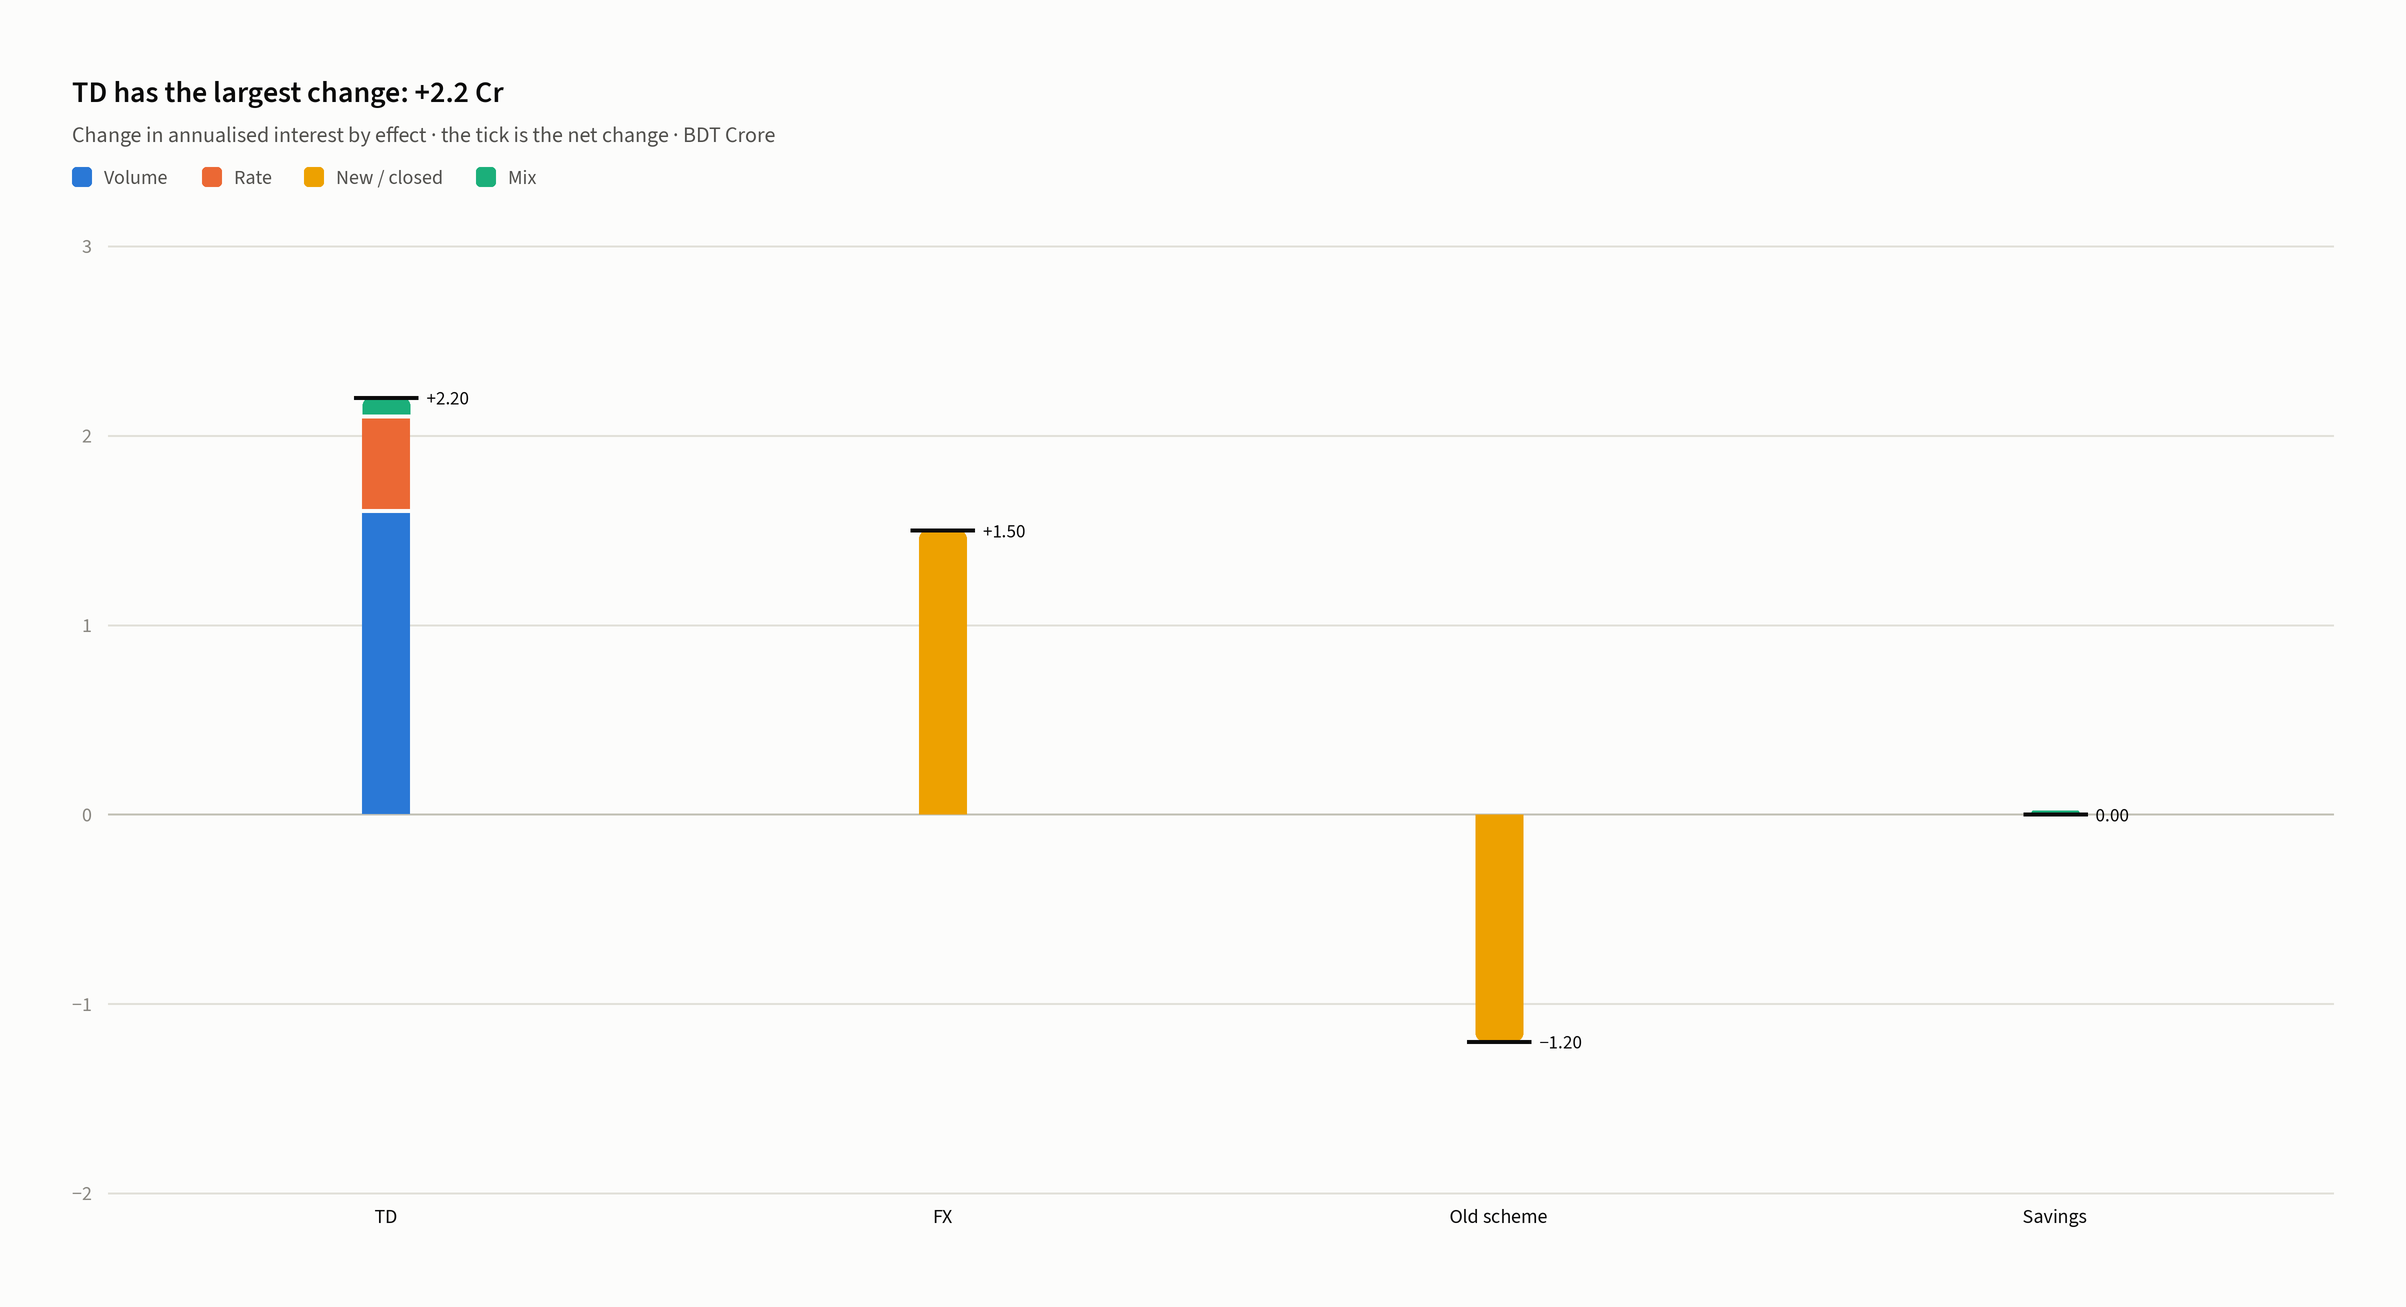 TD has the largest change: +2.2 Cr
Change in annualised interest by effect · the tick is the net change · BDT Crore
Volume Rate New / closed Mix
3
+2.20
2
+1.50
1
0
0.00
−1
−1.20
−2
TD FX Old scheme Savings